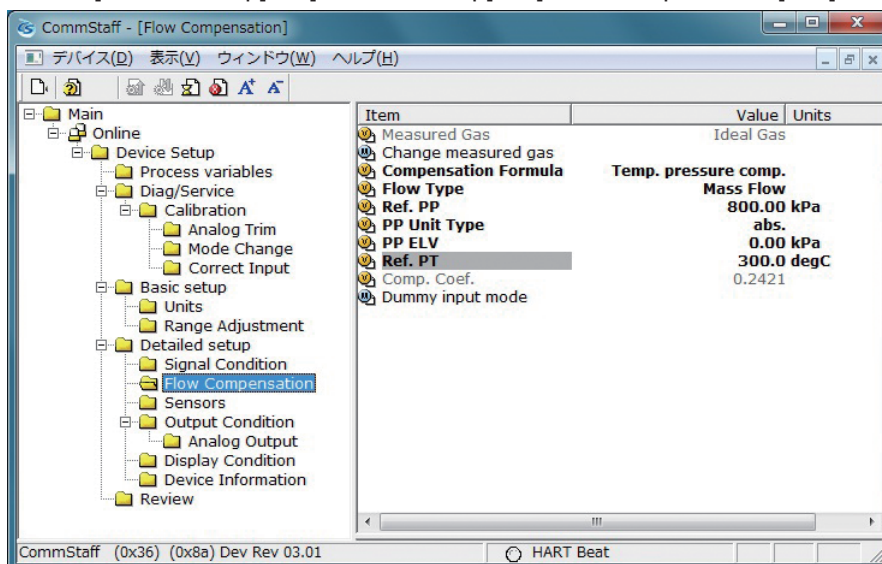 CommStaff - [Flow Compensation]
デバイス(D) 表示(V) ウィンドウ(W) ヘルプ(H)
Main
Online
Device Setup
Process variables
Diag/Service
Calibration
Analog Trim
Mode Change
Correct Input
Basic setup
Units
Range Adjustment
Detailed setup
Signal Condition
Flow Compensation
Sensors
Output Condition
Analog Output
Display Condition
Device Information
Review
Item Value Units
Measured Gas Ideal Gas
Change measured gas
Compensation Formula Temp. pressure comp.
Flow Type Mass Flow
Ref. PP 800.00 kPa
PP Unit Type abs.
PP ELV 0.00 kPa
Ref. PT 300.0 degC
Comp. Coef. 0.2421
Dummy input mode
CommStaff (0x36) (0x8a) Dev Rev 03.01 HART Beat